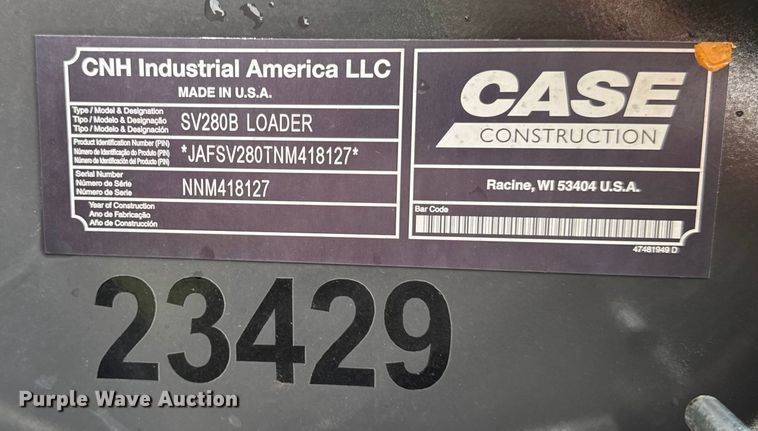 CNH Industrial America LLC
MADE IN U.S.A.
Type / Model & Designation
Tipo / Modelo & Designação
Tipo / Modelo & Designación
SV280B LOADER
Product Identification Number (PIN)
Número de Identificação do Produto (PIN)
Número de Identificación del Producto (PIN)
*JAFSV280TNM418127*
Serial Number
Número de Série
Número de Serie
NNM418127
Year of Construction
Ano de Fabricação
Año de Construcción
CASE
CONSTRUCTION
Racine, WI 53404 U.S.A.
Bar Code
47481949 D
23429
Purple Wave Auction